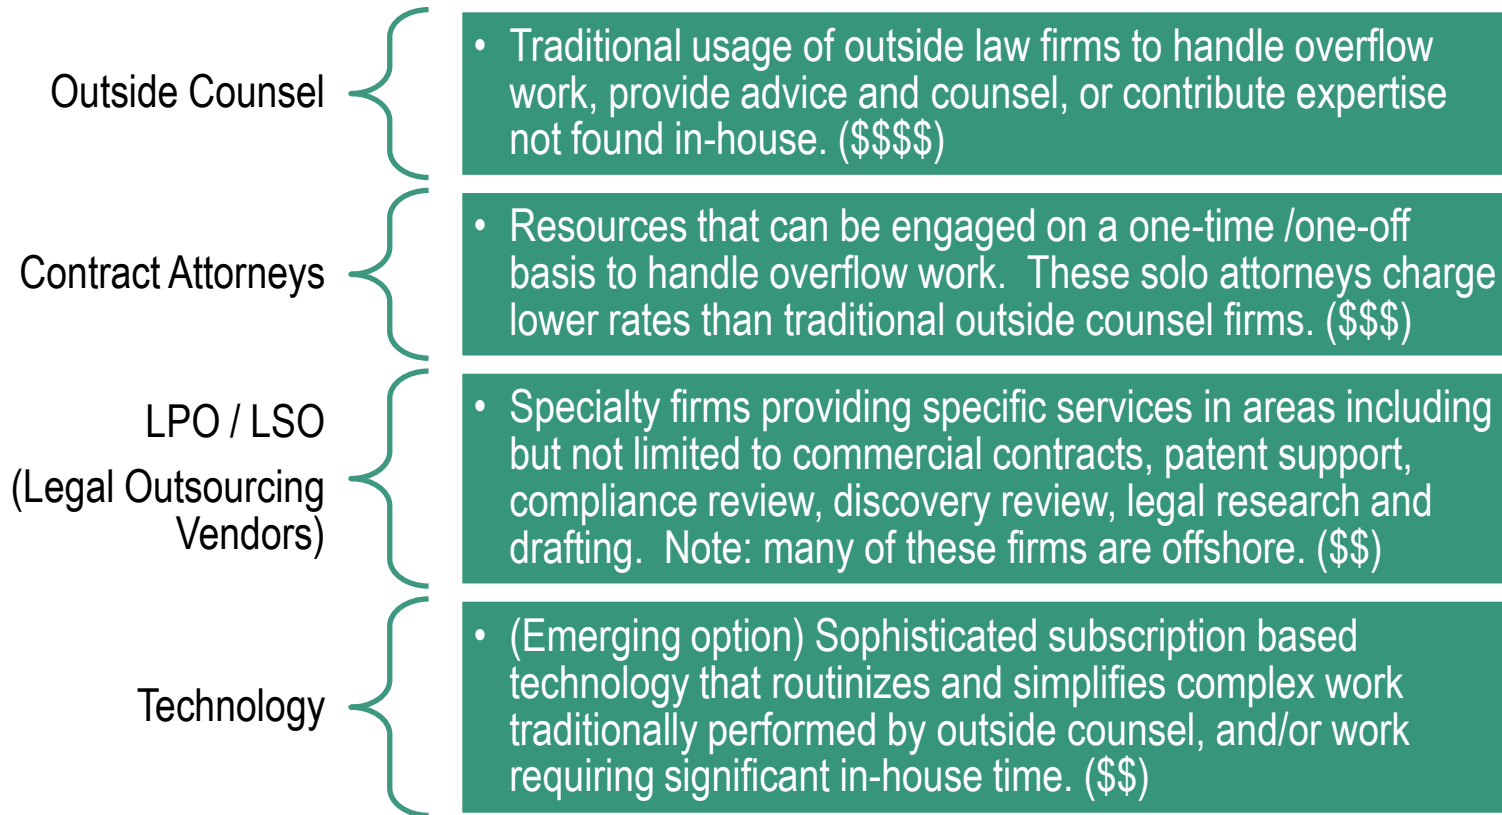 Outside Counsel
• Traditional usage of outside law firms to handle overflow
work, provide advice and counsel, or contribute expertise
not found in-house. ($$$$)
Contract Attorneys
• Resources that can be engaged on a one-time /one-off
basis to handle overflow work.  These solo attorneys charge
lower rates than traditional outside counsel firms. ($$$)
LPO / LSO
(Legal Outsourcing
Vendors)
• Specialty firms providing specific services in areas including
but not limited to commercial contracts, patent support,
compliance review, discovery review, legal research and
drafting.  Note: many of these firms are offshore. ($$)
Technology
• (Emerging option) Sophisticated subscription based
technology that routinizes and simplifies complex work
traditionally performed by outside counsel, and/or work
requiring significant in-house time. ($$)